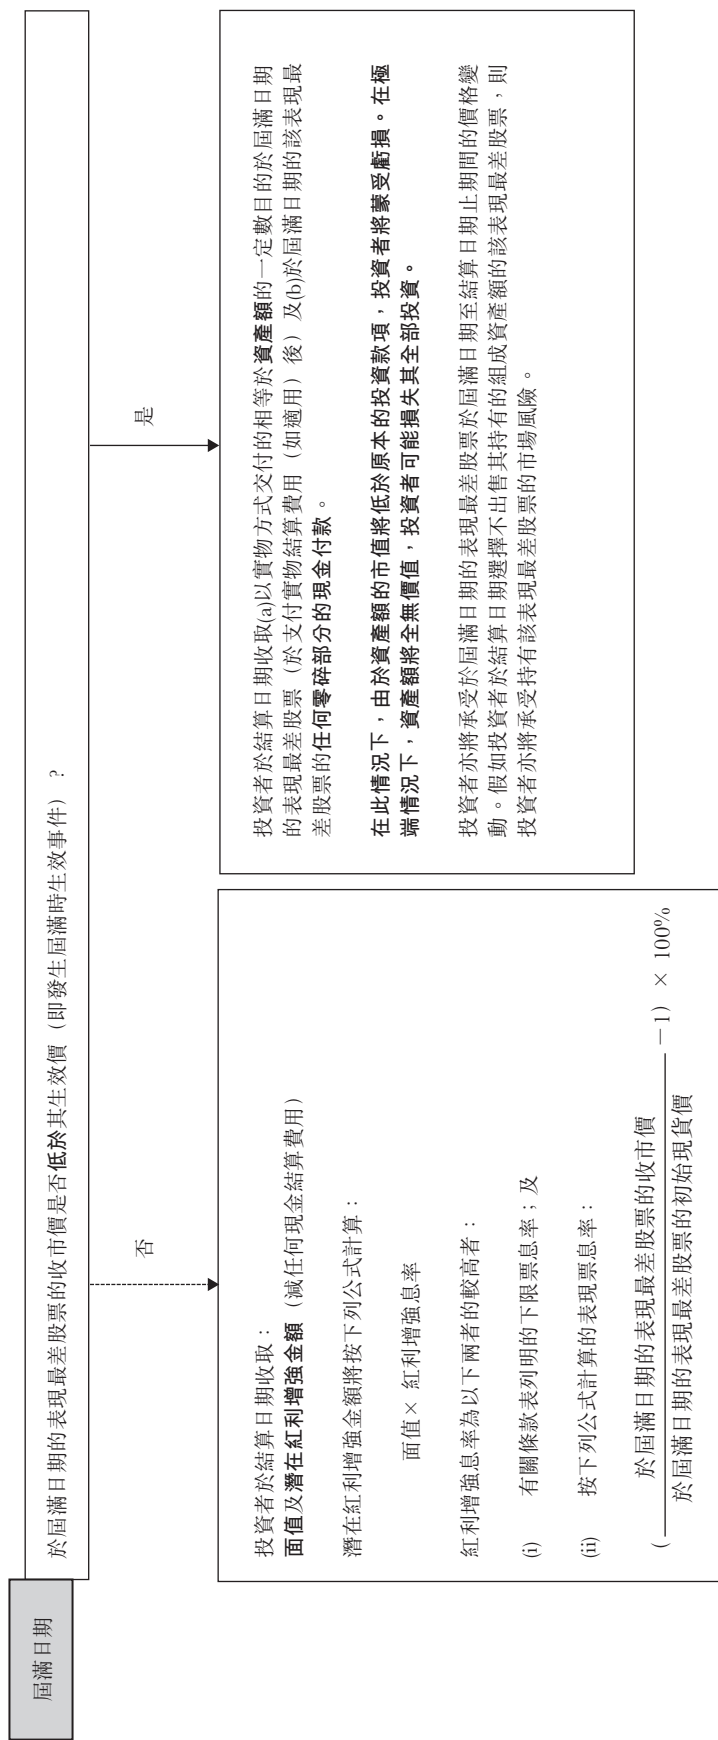 屆滿日期
於屆滿日期的表現最差股票的收市價是否低於其生效價（即發生屆滿時生效事件）？
否
是
投資者於結算日期收取：
面值及潛在紅利增強金額（減任何現金結算費用）
潛在紅利增強金額將按下列公式計算：
面值× 紅利增強息率
紅利增強息率為以下兩者的較高者：
(i) 有關條款表列明的下限票息率；及
(ii) 按下列公式計算的表現票息率：
於屆滿日期的表現最差股票的收市價
( ─ 1) × 100%
於屆滿日期的表現最差股票的初始現貨價
投資者於結算日期收取(a)以實物方式交付的相等於資產額的一定數目的於屆滿日期
的表現最差股票（於支付實物結算費用（如適用）後）及(b)於屆滿日期的該表現最
差股票的任何零碎部分的現金付款。
在此情況下，由於資產額的市值將低於原本的投資款項，投資者將蒙受虧損。在極
端情況下，資產額將全無價值，投資者可能損失其全部投資。
投資者亦將承受於屆滿日期的表現最差股票於屆滿日期至結算日期止期間的價格變
動。假如投資者於結算日期選擇不出售其持有的組成資產額的該表現最差股票，則
投資者亦將承受持有該表現最差股票的市場風險。